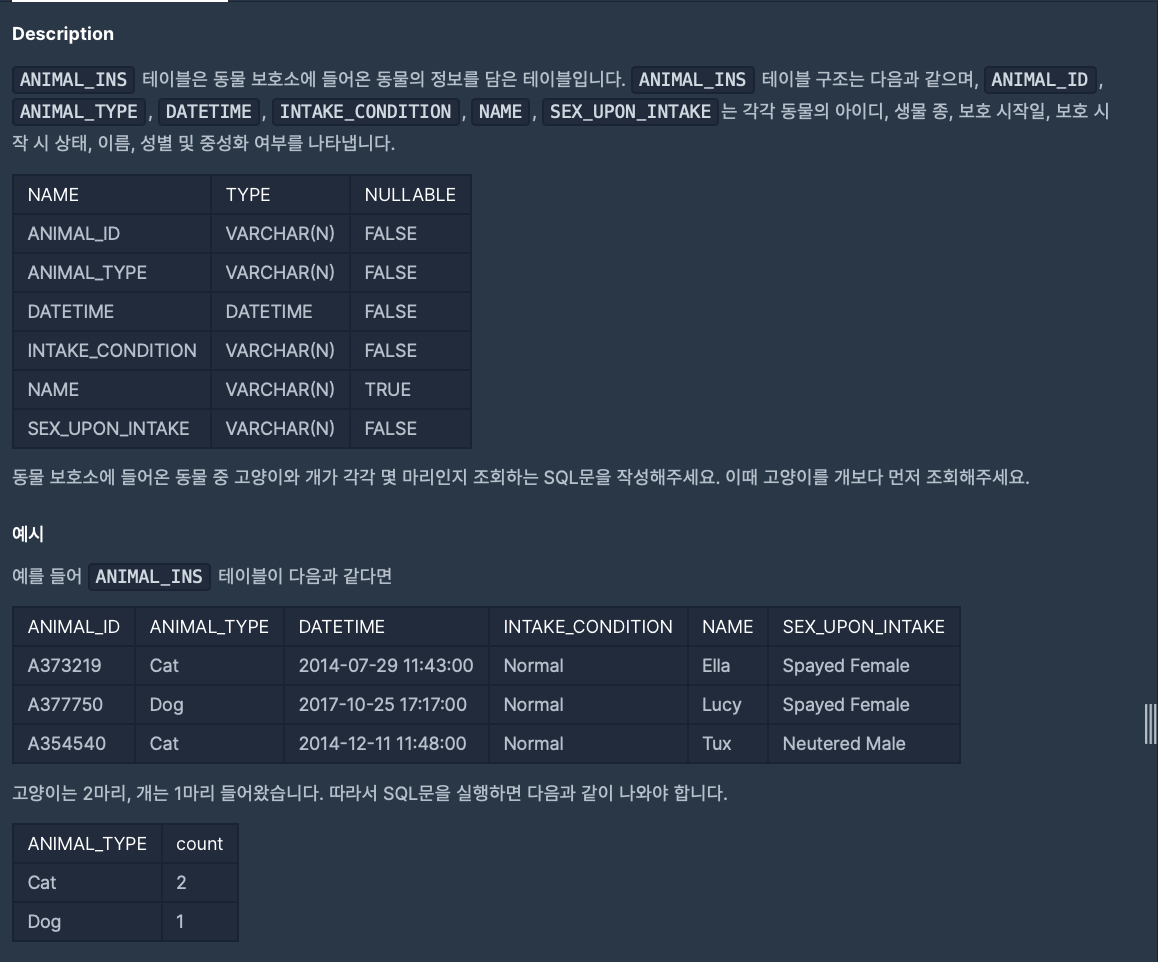 Description
ANIMAL_INS 테이블은 동물 보호소에 들어온 동물의 정보를 담은 테이블입니다. ANIMAL_INS 테이블 구조는 다음과 같으며, ANIMAL_ID ,
ANIMAL_TYPE , DATETIME , INTAKE_CONDITION , NAME , SEX_UPON_INTAKE 는 각각 동물의 아이디, 생물 종, 보호 시작일, 보호 시
작 시 상태, 이름, 성별 및 중성화 여부를 나타냅니다.
NAME TYPE NULLABLE
ANIMAL_ID VARCHAR(N) FALSE
ANIMAL_TYPE VARCHAR(N) FALSE
DATETIME DATETIME FALSE
INTAKE_CONDITION VARCHAR(N) FALSE
NAME VARCHAR(N) TRUE
SEX_UPON_INTAKE VARCHAR(N) FALSE
동물 보호소에 들어온 동물 중 고양이와 개가 각각 몇 마리인지 조회하는 SQL문을 작성해주세요. 이때 고양이를 개보다 먼저 조회해주세요.
예시
예를 들어 ANIMAL_INS 테이블이 다음과 같다면
ANIMAL_ID ANIMAL_TYPE DATETIME INTAKE_CONDITION NAME SEX_UPON_INTAKE
A373219 Cat 2014-07-29 11:43:00 Normal Ella Spayed Female
A377750 Dog 2017-10-25 17:17:00 Normal Lucy Spayed Female
A354540 Cat 2014-12-11 11:48:00 Normal Tux Neutered Male
고양이는 2마리, 개는 1마리 들어왔습니다. 따라서 SQL문을 실행하면 다음과 같이 나와야 합니다.
ANIMAL_TYPE count
Cat 2
Dog 1